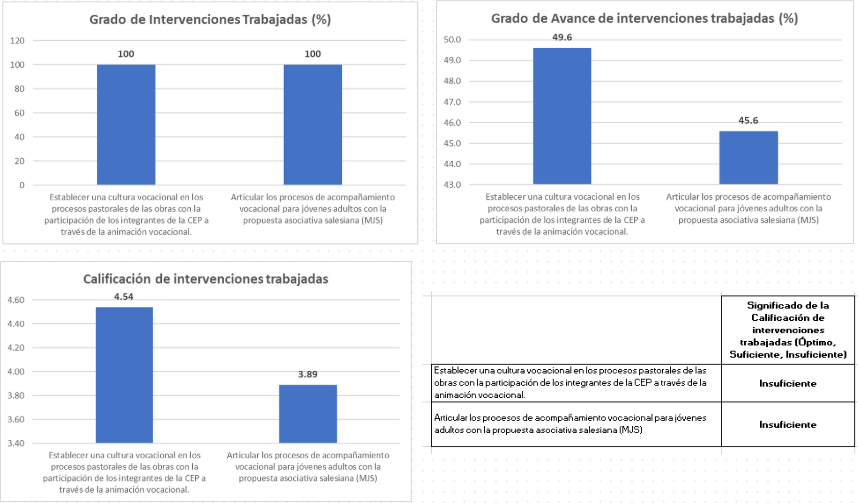 Grado de Intervenciones Trabajadas (%)
120
100
80
60
40
20
0
100
100
Establecer una cultura vocacional en los
procesos pastorales de las obras con la
participación de los integrantes de la CEP a
través de la animación vocacional.
Articular los procesos de acompañamiento
vocacional para jóvenes adultos con la
propuesta asociativa salesiana (MJS)
Grado de Avance de intervenciones trabajadas (%)
50.0
49.0
48.0
47.0
46.0
45.0
44.0
43.0
49.6
45.6
Establecer una cultura vocacional en los
procesos pastorales de las obras con la
participación de los integrantes de la CEP a
través de la animación vocacional.
Articular los procesos de acompañamiento
vocacional para jóvenes adultos con la
propuesta asociativa salesiana (MJS)
Calificación de intervenciones trabajadas
4.60
4.40
4.20
4.00
3.80
3.60
3.40
4.54
3.89
Establecer una cultura vocacional en los
procesos pastorales de las obras con la
participación de los integrantes de la CEP a
través de la animación vocacional.
Articular los procesos de acompañamiento
vocacional para jóvenes adultos con la
propuesta asociativa salesiana (MJS)
Significado de la
Calificación de
intervenciones
trabajadas (Óptimo,
Suficiente, Insuficiente)
Establecer una cultura vocacional en los procesos pastorales de las
obras con la participación de los integrantes de la CEP a través de la
animación vocacional.
Insuficiente
Articular los procesos de acompañamiento vocacional para jóvenes
adultos con la propuesta asociativa salesiana (MJS)
Insuficiente